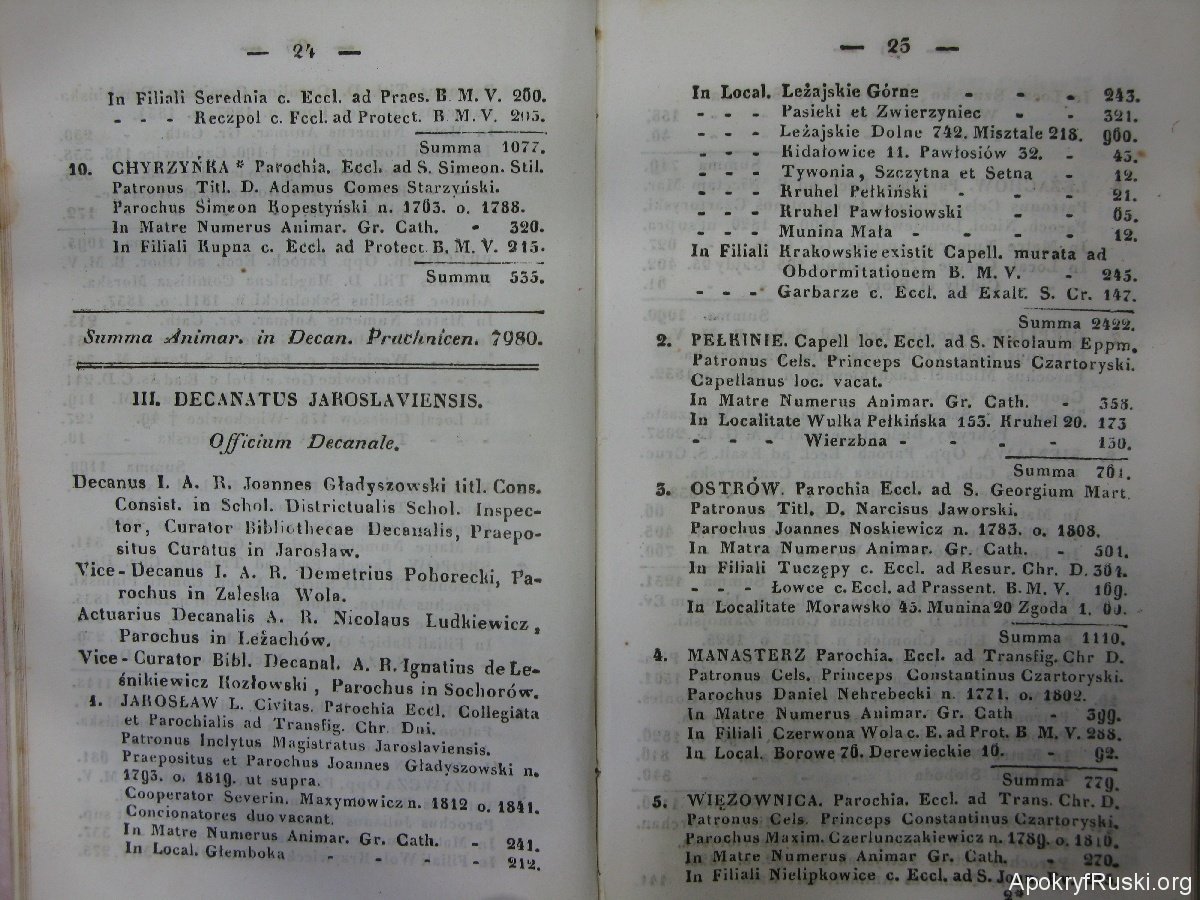 — 24 —
In Filiali Serednia c. Eccl. ad Praes. B. M. V. 260.
- - - Reczpol c. Eccl. ad Protect. B M. V. 205.
Summa 1077.
10. CHYRZYŃKA * Parochia. Eccl. ad S. Simeon. Stil.
Patronus Titl. D. Adamus Comes Starzyński.
Parochus Simeon Kopestyński n. 1763. o. 1788.
In Matre Numerus Animar. Gr. Cath. - 320.
In Filiali Kupna c. Eccl. ad Protect. B. M. V. 215.
Summa 535.
Summa Animar. in Decan. Pruchnicen. 7980.
III. DECANATUS JAROSLAVIENSIS.
Officium Decanale.
Decanus I. A. R. Joannes Gładyszowski titl. Cons.
Consist. in Schol. Districtualis Schol. Inspec-
tor, Curator Bibliothecae Decanalis, Praepo-
situs Curatus in Jarosław.
Vice-Decanus I. A. R. Demetrius Pohorecki, Pa-
rochus in Zaleska Wola.
Actuarius Decanalis A. R. Nicolaus Ludkiewicz,
Parochus in Leżachów.
Vice-Curator Bibl. Decanal. A. R. Ignatius de Le-
śnikiewicz Kozłowski, Parochus in Sochorów.
1. JAROSŁAW L. Civitas. Parochia Eccl. Collegiata
et Parochialis ad Transfig. Chr. Dni.
Patronus Inclytus Magistratus Jaroslaviensis.
Praepositus et Parochus Joannes Gładyszowski n.
1793. o. 1819. ut supra.
Cooperator Severin. Maxymowicz n. 1812 o. 1841.
Concionatores duo vacant.
In Matre Numerus Animar. Gr. Cath. - 241.
In Local. Głemboka - - - - - 212.
— 25 —
In Local. Leżajskie Górne - - - 243.
- - - Pasieki et Zwierzyniec - - 321.
- - - Leżajskie Dolne 742. Misztale 218. 960.
- - - Kidałowice 11. Pawłosiów 32. - 43.
- - - Tywonia, Szczytna et Setna - 12.
- - - Kruhel Pełkiński - - 21.
- - - Kruhel Pawłosiowski - - 65.
- - - Munina Mała - - - - 12.
In Filiali Krakowskie existit Capell. murata ad
Obdormitationem B. M. V. - 245.
- - - Garbarze c. Eccl. ad Exalt. S. Cr. 147.
Summa 2422.
2. PEŁKINIE. Capell loc. Eccl. ad S. Nicolaum Eppm.
Patronus Cels. Princeps Constantinus Czartoryski.
Capellanus loc. vacat.
In Matre Numerus Animar. Gr. Cath. - 358.
In Localitate Wulka Pełkińska 153. Kruhel 20. 173
- - - Wierzbna - - - - 130.
Summa 761.
3. OSTRÓW. Parochia Eccl. ad S. Georgium Mart.
Patronus Titl. D. Narcisus Jaworski.
Parochus Joannes Noskiewicz n. 1783. o. 1808.
In Matra Numerus Animar. Gr. Cath. - 501.
In Filiali Tuczępy c. Eccl. ad Resur. Chr. D. 304.
- - - Łowce c. Eccl. ad Prassent. B. M. V. 169.
In Localitate Morawsko 45. Munina 20 Zgoda 1.
Summa 1110.
4. MANASTERZ Parochia. Eccl. ad Transfig. Chr D.
Patronus Cels. Princeps Constantinus Czartoryski.
Parochus Daniel Nehrebecki n. 1771. o. 1802.
In Matre Numerus Animar. Gr. Cath - 399.
In Filiali Czerwona Wola c. E. ad Prot. B M. V. 288.
In Local. Borowe 76. Derewieckie 16. - 92.
Summa 779.
5. WIĘZOWNICA. Parochia. Eccl. ad Trans. Chr. D.
Patronus Cels. Princeps Constantinus Czartoryski.
Parochus Maxim. Czerlunczakiewicz n. 1789. o. 1816.
In Matre Numerus Animar Gr. Cath. - 270.
In Filiali Nielipkowice c. Eccl. ad S.
ApokryfRuski.org